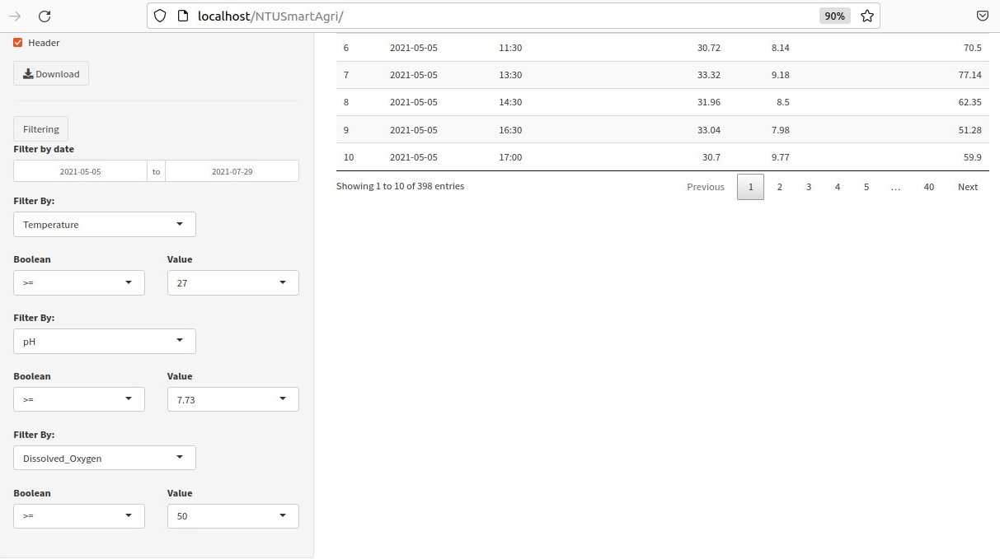 localhost/NTUSmartAgri/
90%
Header
Download
Filtering
Filter by date
2021-05-05 to 2021-07-29
Filter By:
Temperature
Boolean Value
>= 27
Filter By:
pH
Boolean Value
>= 7.73
Filter By:
Dissolved_Oxygen
Boolean Value
>= 50
6 2021-05-05 11:30 30.72 8.14 70.5
7 2021-05-05 13:30 33.32 9.18 77.14
8 2021-05-05 14:30 31.96 8.5 62.35
9 2021-05-05 16:30 33.04 7.98 51.28
10 2021-05-05 17:00 30.7 9.77 59.9
Showing 1 to 10 of 398 entries Previous 1 2 3 4 5 … 40 Next